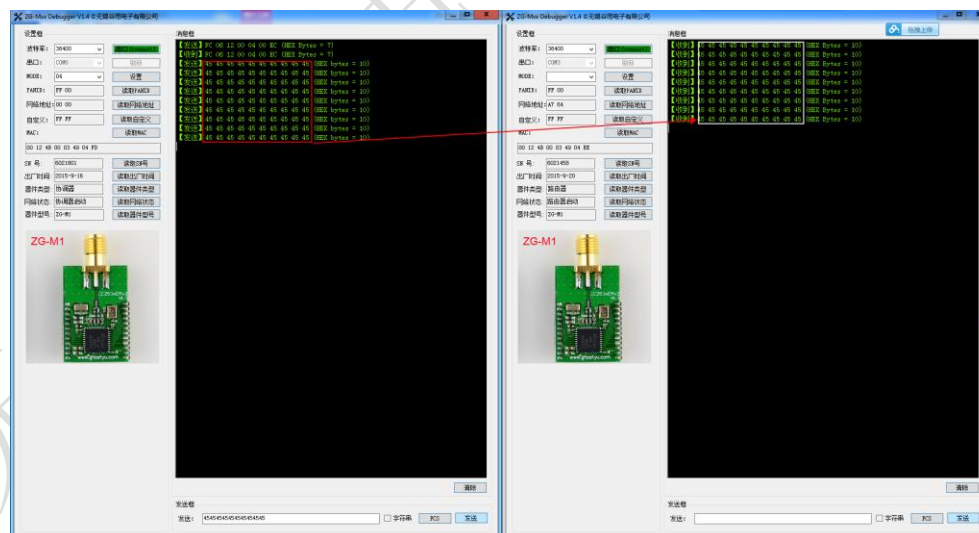 ZG-Mxx Debugger V1.4 ©无锡谷雨电子有限公司
设置框
波特率: 38400
串口: COM5
MODE: 04 设置
PANID: FF 00 读取PANID
网络地址: 00 00 读取网络地址
自定义: FF FF 读取自定义
MAC: 读取MAC
00 12 4B 00 03 49 04 FD
SN 号: 6021801 读取SN号
出厂时间: 2015-9-16 读取出厂时间
器件类型: 协调器 读取器件类型
网络状态: 协调器启动 读取网络状态
器件型号: ZG-M1 读取器件型号
ZG-M1
www.ghostyu.com
消息框
【发送】FC 06 12 00 04 00 EC (HEX Bytes = 7)
【收到】FC 06 12 00 04 00 EC (HEX Bytes = 7)
【发送】45 45 45 45 45 45 45 45 45 45 (HEX bytes = 10)
【发送】45 45 45 45 45 45 45 45 45 45 (HEX bytes = 10)
【发送】45 45 45 45 45 45 45 45 45 45 (HEX bytes = 10)
【发送】45 45 45 45 45 45 45 45 45 45 (HEX bytes = 10)
【发送】45 45 45 45 45 45 45 45 45 45 (HEX bytes = 10)
【发送】45 45 45 45 45 45 45 45 45 45 (HEX bytes = 10)
【发送】45 45 45 45 45 45 45 45 45 45 (HEX bytes = 10)
【发送】45 45 45 45 45 45 45 45 45 45 (HEX bytes = 10)
【发送】45 45 45 45 45 45 45 45 45 45 (HEX bytes = 10)
清除
发送框
发送: 45454545454545454545 字符串 FCS 发送
ZG-Mxx Debugger V1.4 ©无锡谷雨电子有限公司
拖拽上传
设置框
波特率: 38400
串口: COM3
MODE: 设置
PANID: FF 00 读取PANID
网络地址: A7 64 读取网络地址
自定义: FF FF 读取自定义
MAC: 读取MAC
00 12 4B 00 03 49 04 EE
SN 号: 6021458 读取SN号
出厂时间: 2015-9-20 读取出厂时间
器件类型: 路由器 读取器件类型
网络状态: 路由器启动 读取网络状态
器件型号: ZG-M1 读取器件型号
ZG-M1
www.ghostyu.com
消息框
【收到】45 45 45 45 45 45 45 45 45 45 (HEX Bytes = 10)
【收到】45 45 45 45 45 45 45 45 45 45 (HEX Bytes = 10)
【收到】45 45 45 45 45 45 45 45 45 45 (HEX Bytes = 10)
【收到】45 45 45 45 45 45 45 45 45 45 (HEX Bytes = 10)
【收到】45 45 45 45 45 45 45 45 45 45 (HEX Bytes = 10)
【收到】45 45 45 45 45 45 45 45 45 45 (HEX Bytes = 10)
【收到】45 45 45 45 45 45 45 45 45 45 (HEX Bytes = 10)
【收到】45 45 45 45 45 45 45 45 45 45 (HEX Bytes = 10)
【收到】45 45 45 45 45 45 45 45 45 45 (HEX Bytes = 10)
清除
发送框
发送: 字符串 FCS 发送